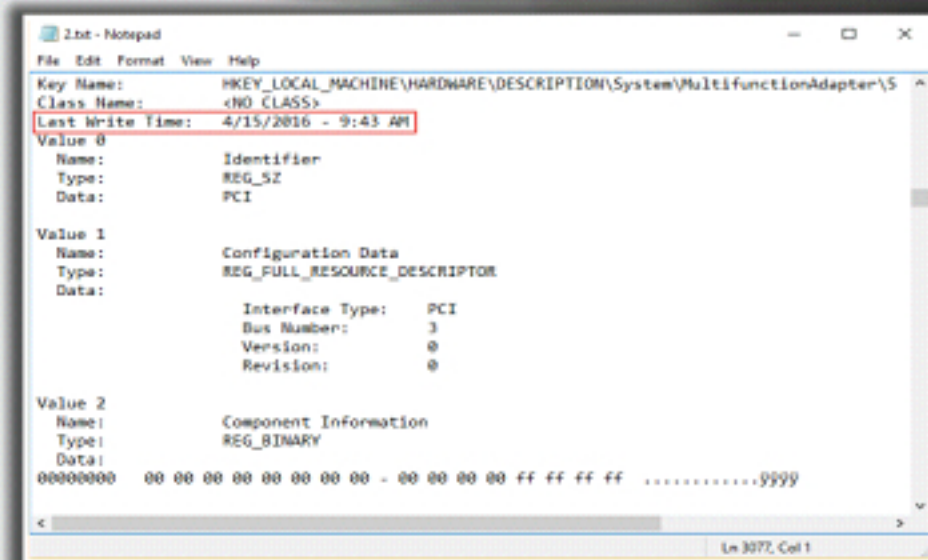 2.txt - Notepad
File Edit Format View Help
Key Name: HKEY_LOCAL_MACHINE\HARDWARE\DESCRIPTION\System\MultifunctionAdapter\5
Class Name: <NO CLASS>
Last Write Time: 4/15/2016 - 9:43 AM
Value 0
Name: Identifier
Type: REG_SZ
Data: PCI
Value 1
Name: Configuration Data
Type: REG_FULL_RESOURCE_DESCRIPTOR
Data:
Interface Type: PCI
Bus Number: 3
Version: 0
Revision: 0
Value 2
Name: Component Information
Type: REG_BINARY
Data:
00000000 00 00 00 00 00 00 00 00 - 00 00 00 00 ff ff ff ff ............ÿÿÿÿ
Ln 3077, Col 1